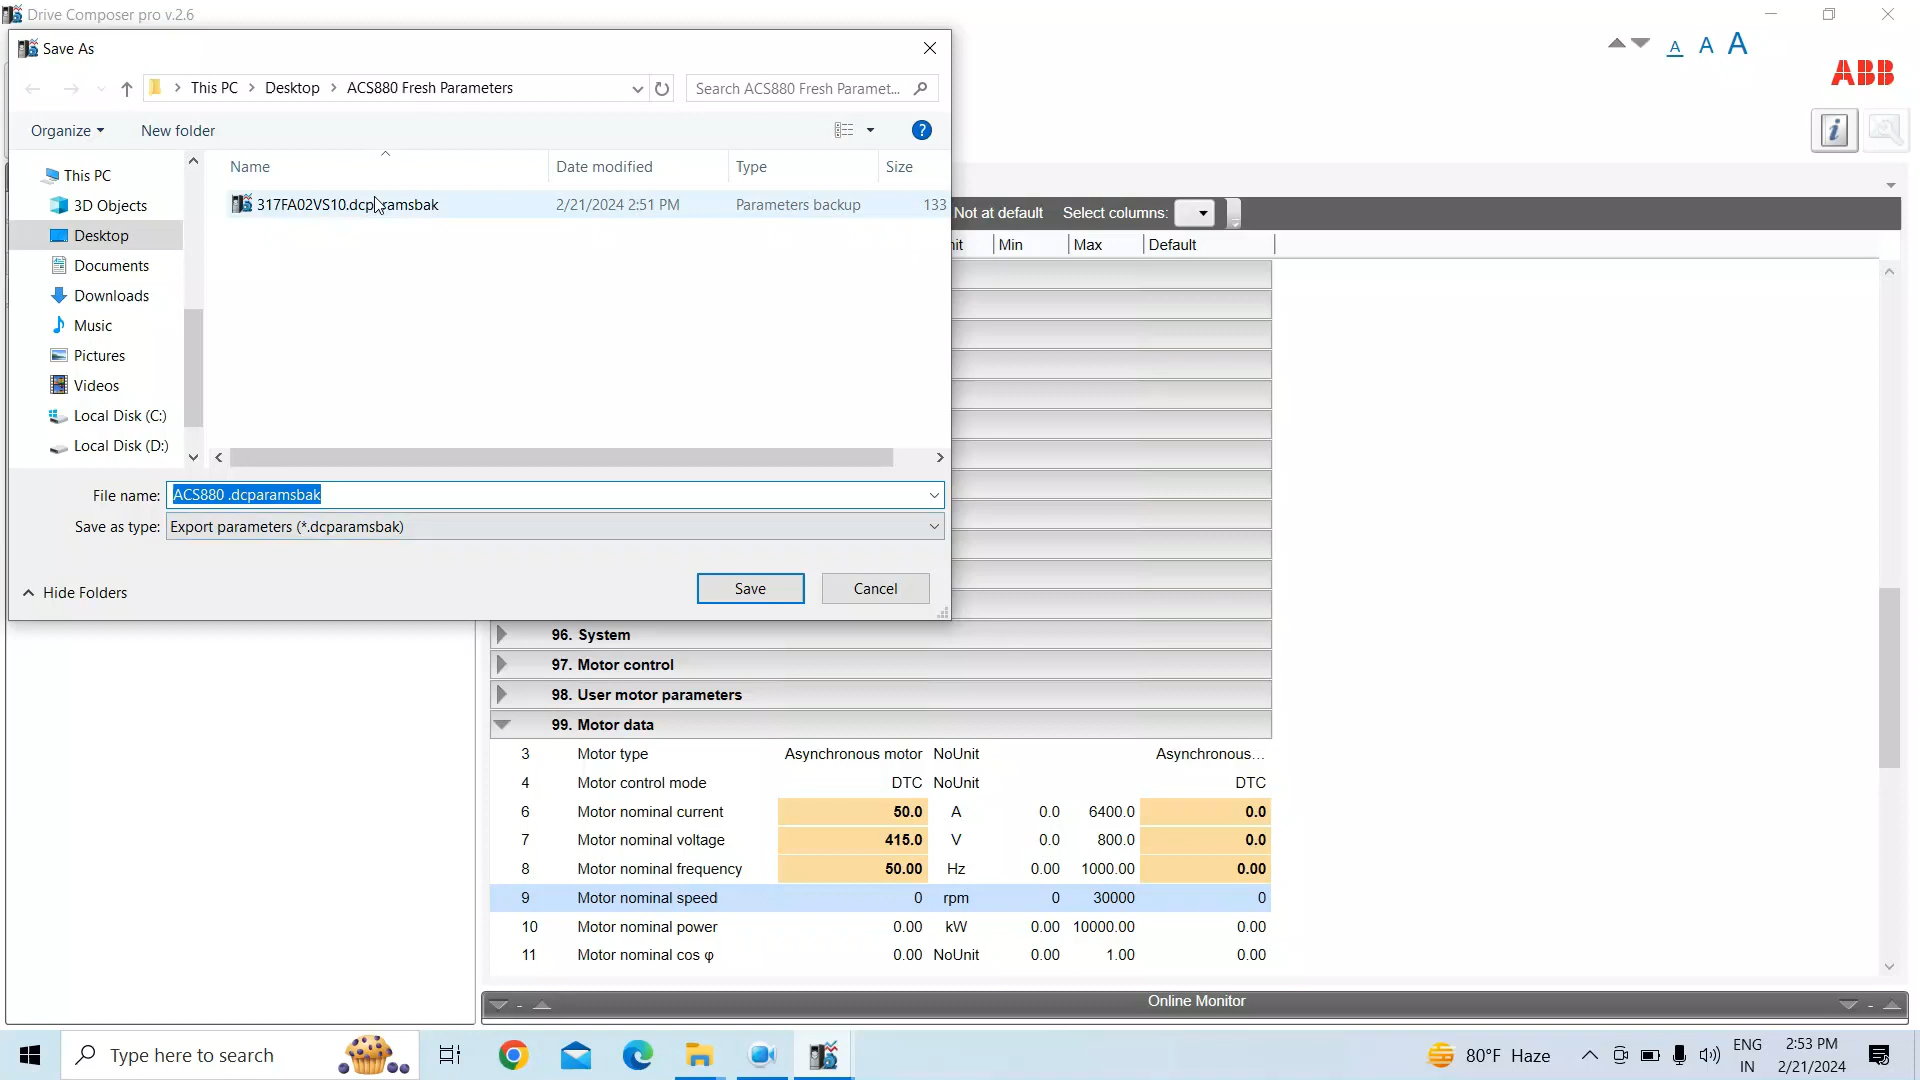 Drive Composer pro v.2.6
Save As
A A A
ABB
This PC > Desktop > ACS880 Fresh Parameters
Search ACS880 Fresh Paramet...
Organize New folder
Name Date modified Type Size
This PC
3D Objects
Desktop
Documents
Downloads
Music
Pictures
Videos
Local Disk (C:)
Local Disk (D:)
317FA02VS10.dcparamsbak 2/21/2024 2:51 PM Parameters backup 133
Not at default Select columns:
Min Max Default
File name: ACS880 .dcparamsbak
Save as type: Export parameters (*.dcparamsbak)
Hide Folders Save Cancel
96. System
97. Motor control
98. User motor parameters
99. Motor data
3 Motor type Asynchronous motor NoUnit Asynchronous...
4 Motor control mode DTC NoUnit DTC
6 Motor nominal current 50.0 A 0.0 6400.0 0.0
7 Motor nominal voltage 415.0 V 0.0 800.0 0.0
8 Motor nominal frequency 50.00 Hz 0.00 1000.00 0.00
9 Motor nominal speed 0 rpm 0 30000 0
10 Motor nominal power 0.00 kW 0.00 10000.00 0.00
11 Motor nominal cos φ 0.00 NoUnit 0.00 1.00 0.00
Online Monitor
Type here to search
80°F Haze
ENG
IN
2:53 PM
2/21/2024